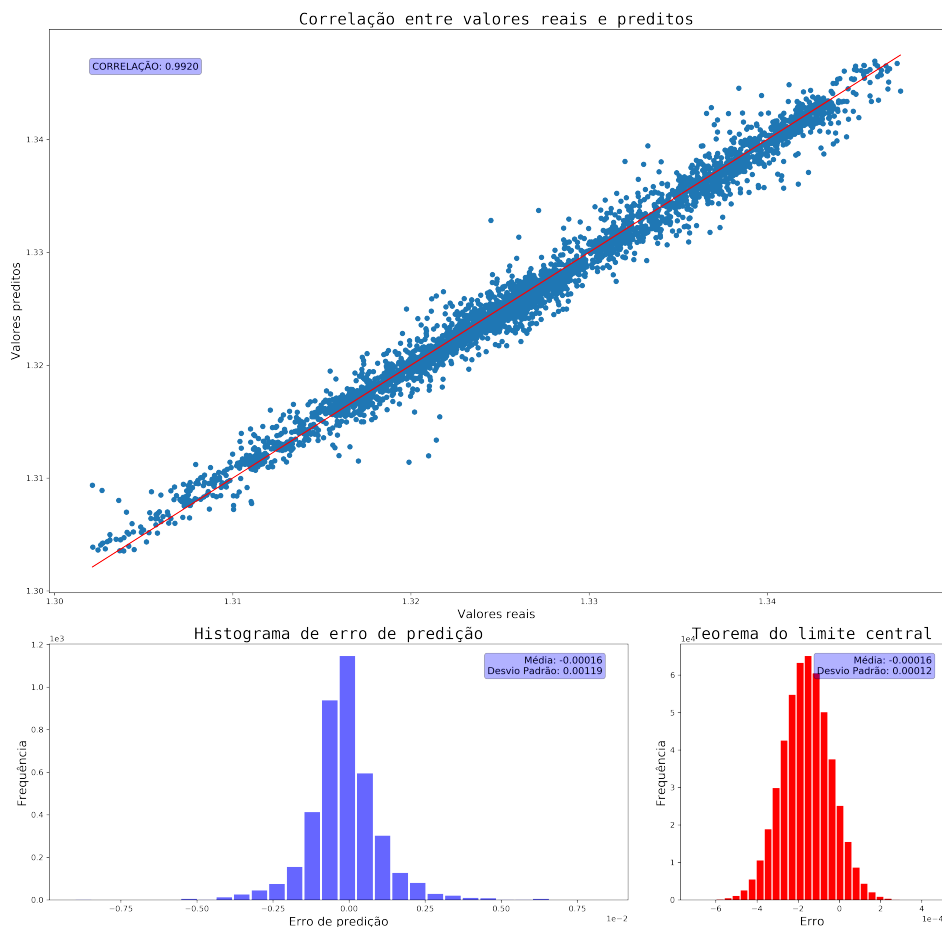 Correlação entre valores reais e preditos
CORRELAÇÃO: 0.9920
1.34
1.33
1.32
1.31
1.30
Valores preditos
1.30 1.31 1.32 1.33 1.34
Valores reais
Histograma de erro de predição
1e3
Média: -0.00016
Desvio Padrão: 0.00119
1.2
1.0
0.8
0.6
0.4
0.2
0.0
Frequência
−0.75 −0.50 −0.25 0.00 0.25 0.50 0.75
1e−2
Erro de predição
Teorema do limite central
1e4
Média: -0.00016
Desvio Padrão: 0.00012
6
5
4
3
2
1
0
Frequência
−6 −4 −2 0 2 4
1e−4
Erro